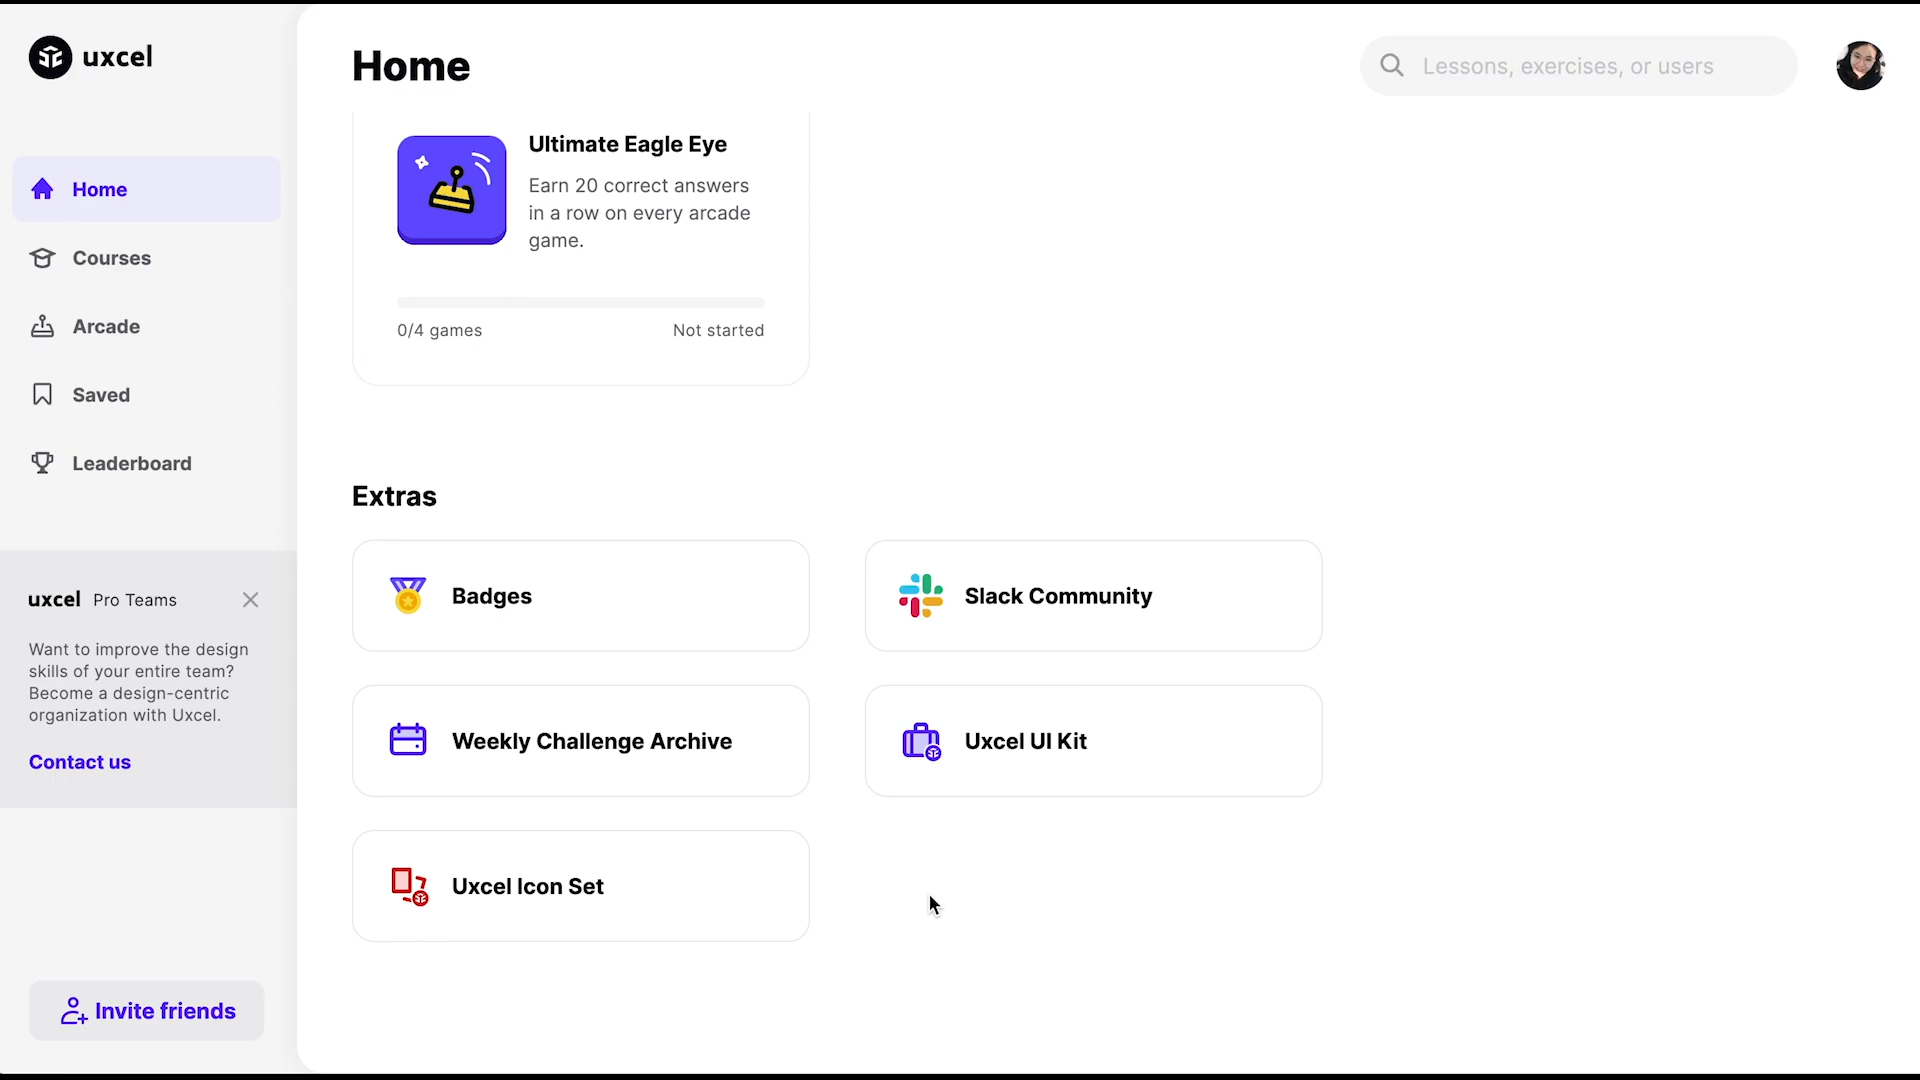 uxcel
Home
Lessons, exercises, or users
Home
Courses
Arcade
Saved
Leaderboard
uxcel Pro Teams
Want to improve the design
skills of your entire team?
Become a design-centric
organization with Uxcel.
Contact us
Invite friends
Ultimate Eagle Eye
Earn 20 correct answers
in a row on every arcade
game.
0/4 games
Not started
Extras
Badges
Slack Community
Weekly Challenge Archive
Uxcel UI Kit
Uxcel Icon Set